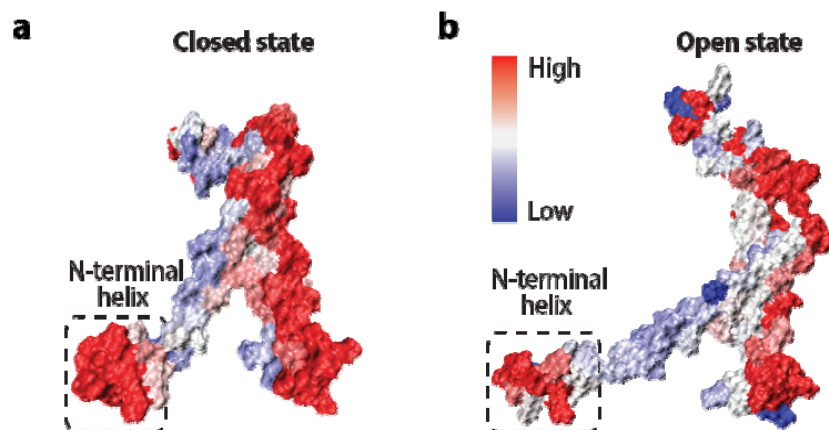 a
Closed state
N-terminal
helix
b
High
Low
Open state
N-terminal
helix